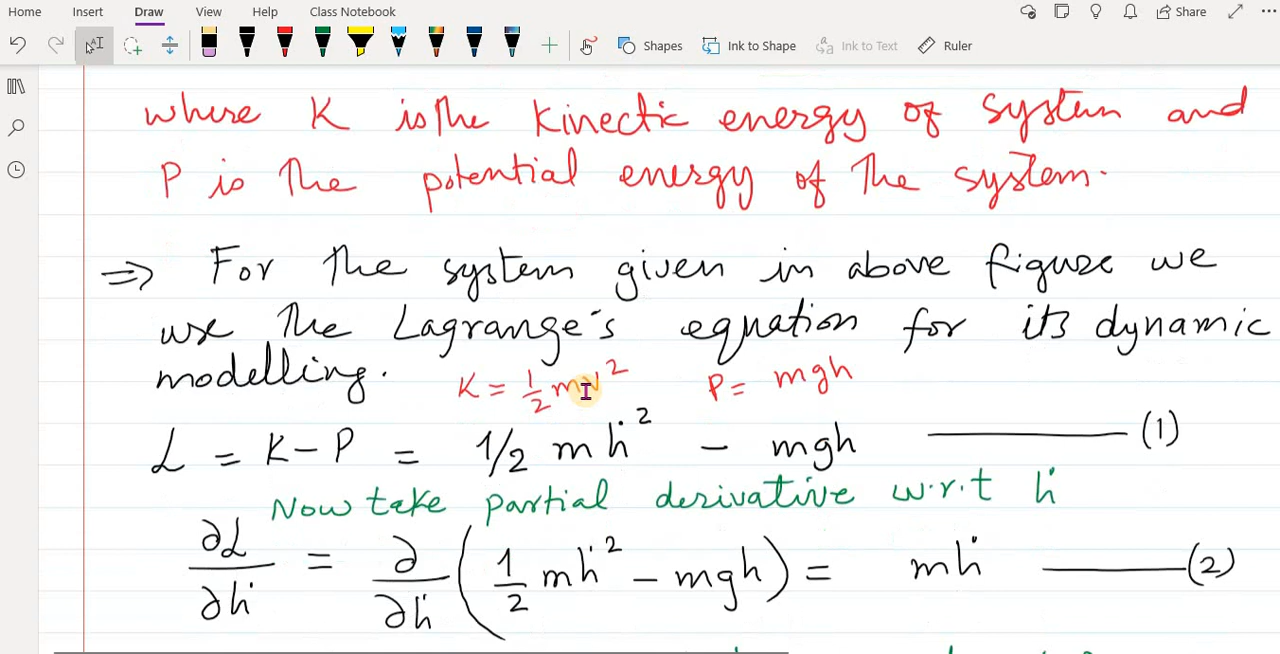 Home Insert Draw View Help Class Notebook Share
Shapes Ink to Shape Ink to Text Ruler
where K is the kinectic energy of system and
P is the potential energy of the system.
⇒ For the system given in above figure we
use the Lagrange's equation for its dynamic
modelling. K = 1/2 mv² P = mgh
L = K - P = 1/2 mḣ² - mgh (1)
Now take partial derivative w.r.t ḣ
∂L/∂ḣ = ∂/∂ḣ (1/2 mḣ² - mgh) = mḣ (2)